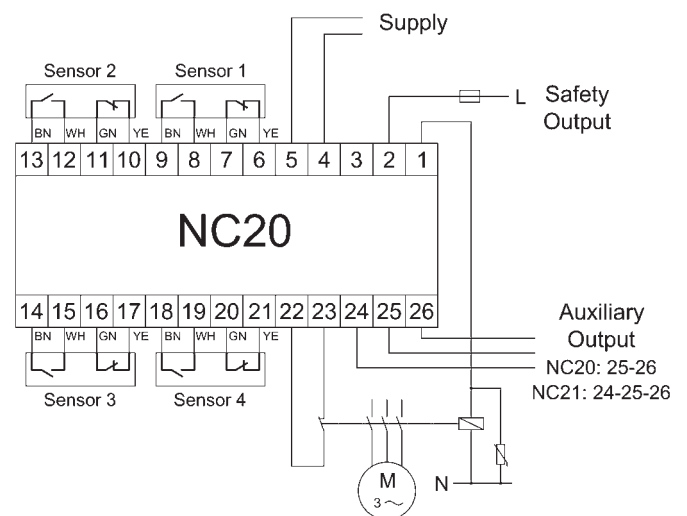 Supply
Sensor 2 Sensor 1
L Safety
Output
BN WH GN YE BN WH GN YE
13 12 11 10 9 8 7 6 5 4 3 2 1
NC20
14 15 16 17 18 19 20 21 22 23 24 25 26
BN WH GN YE BN WH GN YE
Sensor 3 Sensor 4
Auxiliary
Output
NC20: 25-26
NC21: 24-25-26
M
3~
N